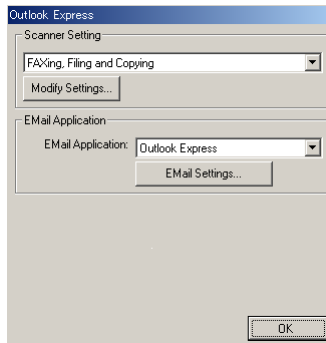 Outlook Express
Scanner Setting
FAXing, Filing and Copying
Modify Settings...
EMail Application
EMail Application: Outlook Express
EMail Settings...
OK